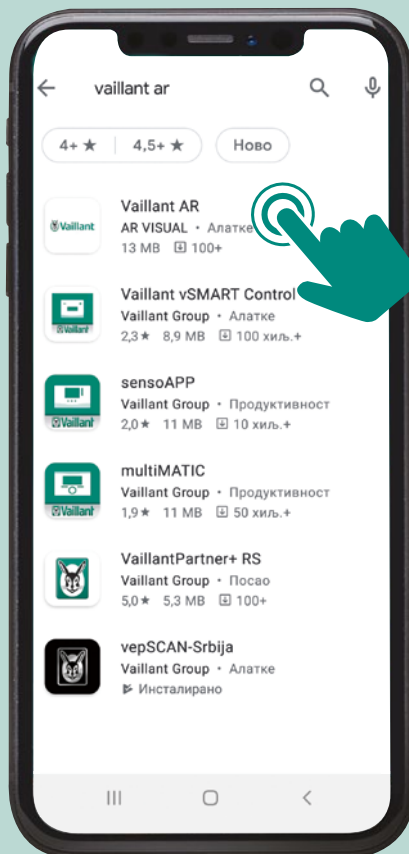 vaillant ar
4+ ★ 4,5+ ★ Ново
Vaillant
Vaillant AR
AR VISUAL • Алатке
13 MB 100+
Vaillant
Vaillant vSMART Control
Vaillant Group • Алатке
2,3★ 8,9 MB 100 хиљ.+
Vaillant
sensoAPP
Vaillant Group • Продуктивност
2,0★ 11 MB 10 хиљ.+
Vaillant
multiMATIC
Vaillant Group • Продуктивност
1,9★ 11 MB 50 хиљ.+
VaillantPartner+ RS
Vaillant Group • Посао
5,0★ 5,3 MB 100+
vepSCAN-Srbija
Vaillant Group • Алатке
Инсталирано